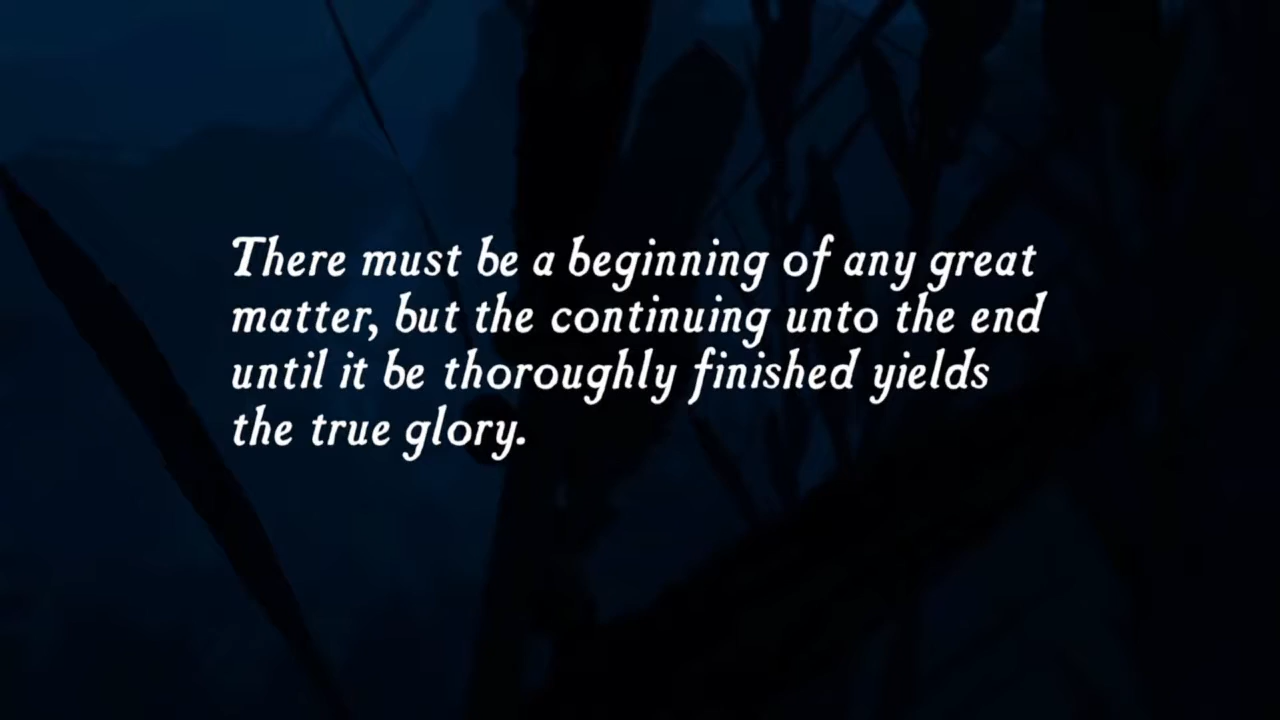 There must be a beginning of any great
matter, but the continuing unto the end
until it be thoroughly finished yields
the true glory.